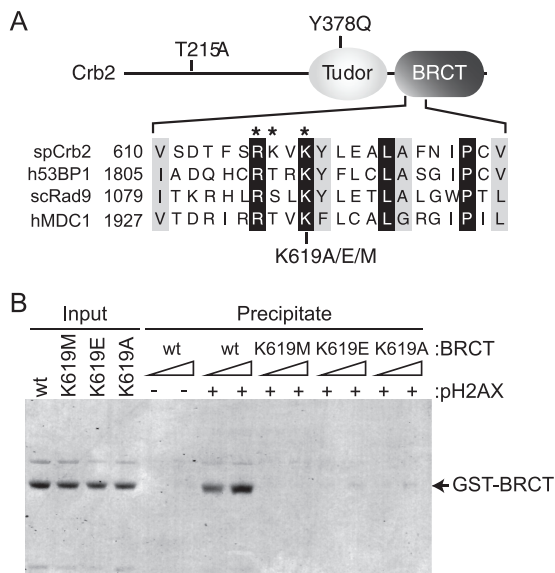 A
Y378Q
T215A
Crb2 Tudor BRCT
* * *
spCrb2 610 V S D T F S R K V K Y L E A L A F N I P C V
h53BP1 1805 I A D Q H C R T R K Y F L C L A S G I P C V
scRad9 1079 I T K R H L R S L K Y L E T L A L G W P T L
hMDC1 1927 V T D R I R R T V K F L C A L G R G I P I L
K619A/E/M
B
Input Precipitate
wt K619M K619E K619A wt wt K619M K619E K619A :BRCT
- - + + + + + + + + :pH2AX
GST-BRCT